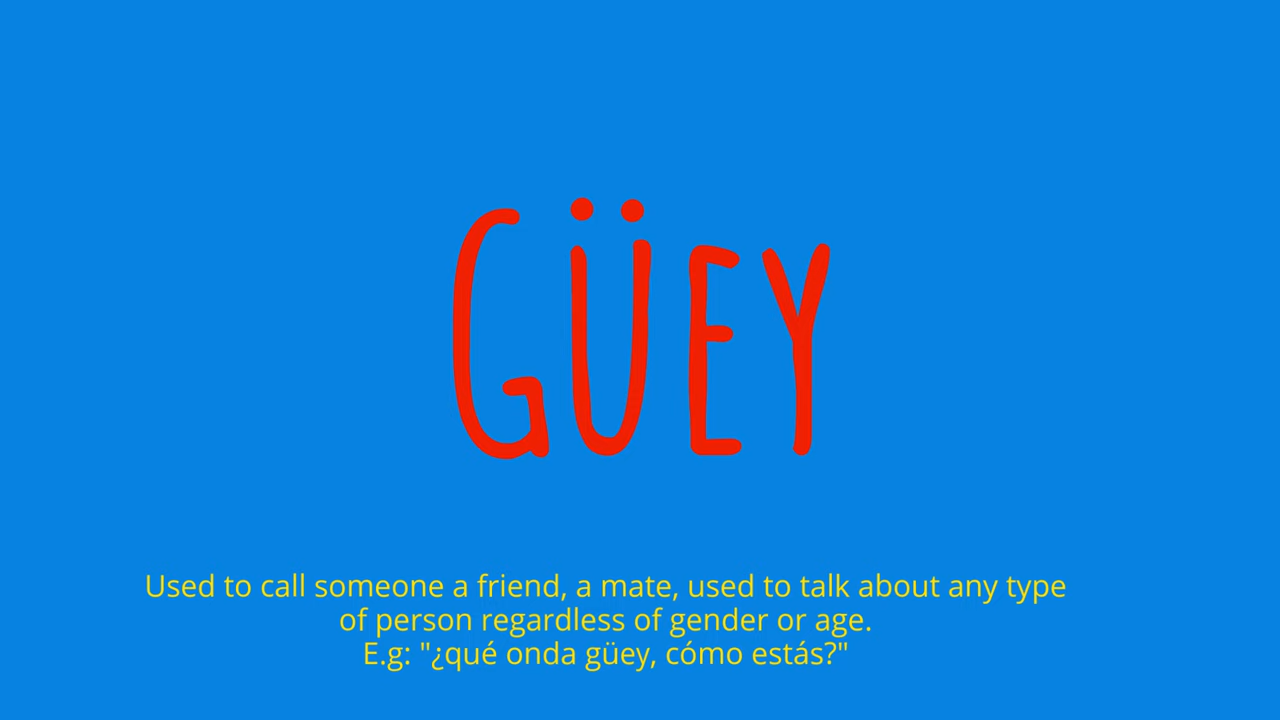 GÜEY
Used to call someone a friend, a mate, used to talk about any type
of person regardless of gender or age.
E.g: "¿qué onda güey, cómo estás?"